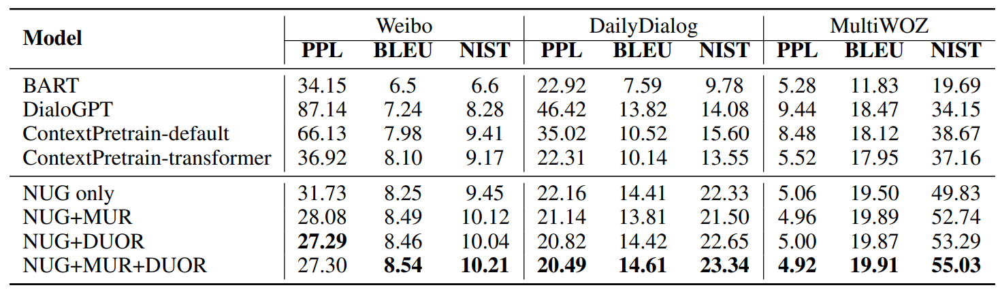 Model Weibo DailyDialog MultiWOZ
PPL BLEU NIST PPL BLEU NIST PPL BLEU NIST
BART 34.15 6.5 6.6 22.92 7.59 9.78 5.28 11.83 19.69
DialoGPT 87.14 7.24 8.28 46.42 13.82 14.08 9.44 18.47 34.15
ContextPretrain-default 66.13 7.98 9.41 35.02 10.52 15.60 8.48 18.12 38.67
ContextPretrain-transformer 36.92 8.10 9.17 22.31 10.14 13.55 5.52 17.95 37.16
NUG only 31.73 8.25 9.45 22.16 14.41 22.33 5.06 19.50 49.83
NUG+MUR 28.08 8.49 10.12 21.14 13.81 21.50 4.96 19.89 52.74
NUG+DUOR 27.29 8.46 10.04 20.82 14.42 22.65 5.00 19.87 53.29
NUG+MUR+DUOR 27.30 8.54 10.21 20.49 14.61 23.34 4.92 19.91 55.03